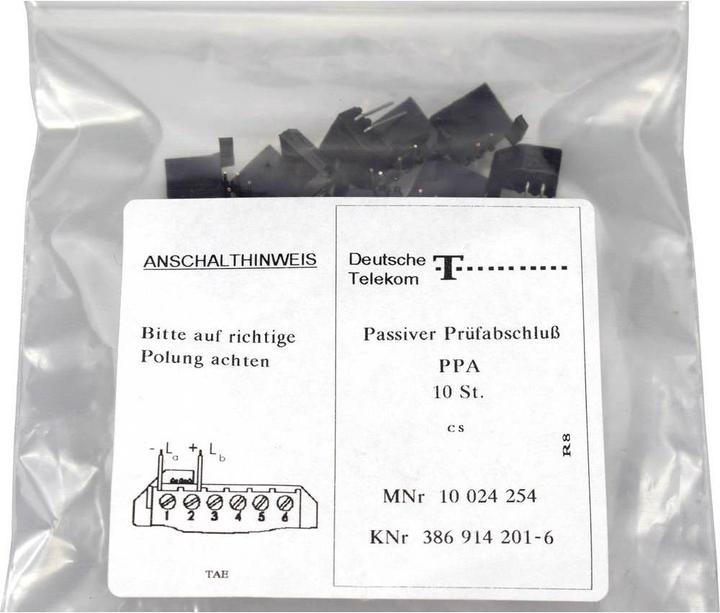 ANSCHALTHINWEIS
Bitte auf richtige
Polung achten
- La + Lb
1 2 3 4 5 6
TAE
Deutsche
Telekom T
Passiver Prüfabschluß
PPA
10 St.
cs
R8
MNr 10 024 254
KNr 386 914 201-6